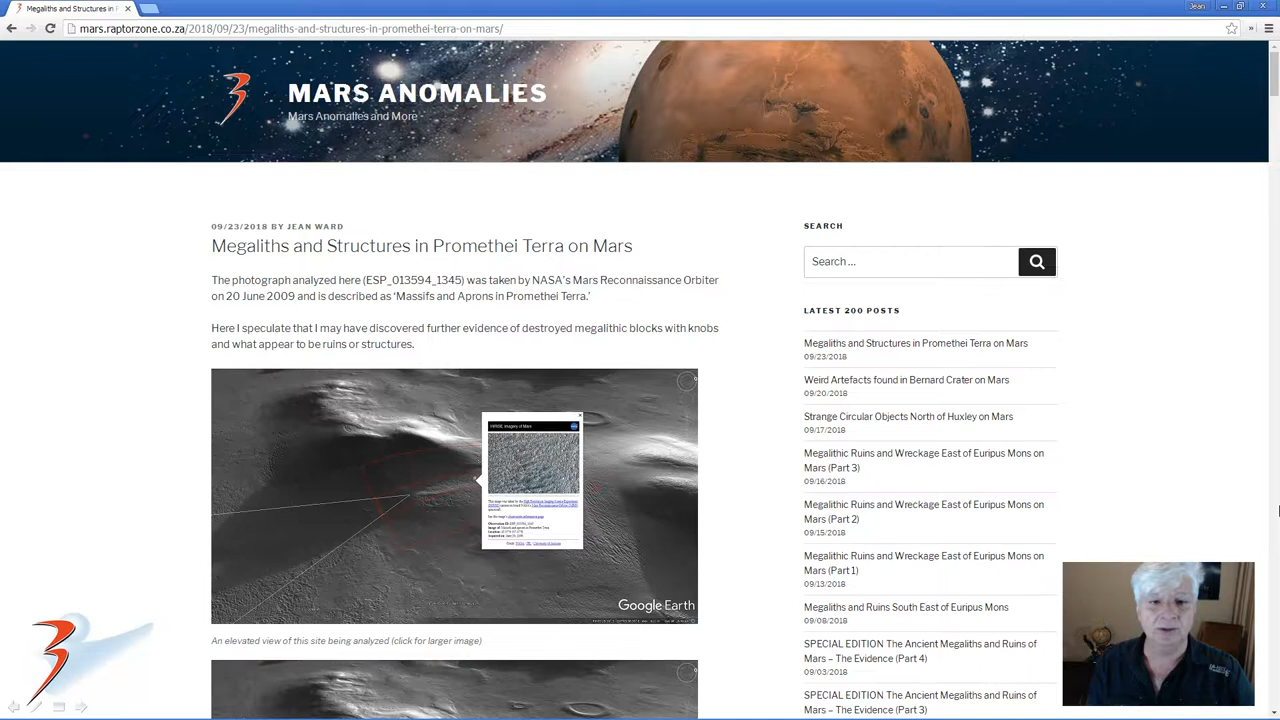 Megaliths and Structures in P
Jean
mars.raptorzone.co.za/2018/09/23/megaliths-and-structures-in-promethei-terra-on-mars/
MARS ANOMALIES
Mars Anomalies and More
09/23/2018 BY JEAN WARD
Megaliths and Structures in Promethei Terra on Mars
The photograph analyzed here (ESP_013594_1345) was taken by NASA's Mars Reconnaissance Orbiter
on 20 June 2009 and is described as ‘Massifs and Aprons in Promethei Terra.’
Here I speculate that I may have discovered further evidence of destroyed megalithic blocks with knobs
and what appear to be ruins or structures.
HiRISE Imagery of Mars
Google Earth
An elevated view of this site being analyzed (click for larger image)
SEARCH
Search …
LATEST 200 POSTS
Megaliths and Structures in Promethei Terra on Mars
09/23/2018
Weird Artefacts found in Bernard Crater on Mars
09/20/2018
Strange Circular Objects North of Huxley on Mars
09/17/2018
Megalithic Ruins and Wreckage East of Euripus Mons on
Mars (Part 3)
09/16/2018
Megalithic Ruins and Wreckage East of Euripus Mons on
Mars (Part 2)
09/15/2018
Megalithic Ruins and Wreckage East of Euripus Mons on
Mars (Part 1)
09/13/2018
Megaliths and Ruins South East of Euripus Mons
09/08/2018
SPECIAL EDITION The Ancient Megaliths and Ruins of
Mars – The Evidence (Part 4)
09/03/2018
SPECIAL EDITION The Ancient Megaliths and Ruins of
Mars – The Evidence (Part 3)